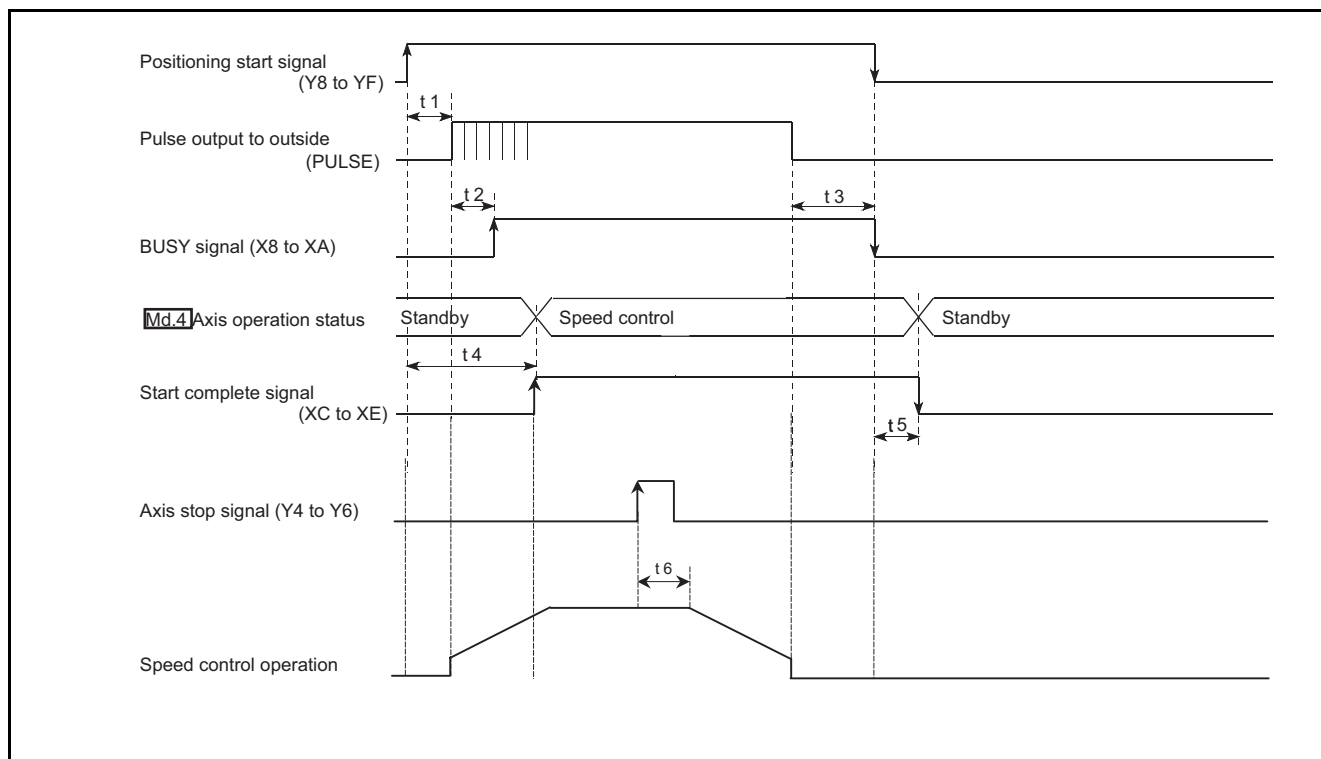 Positioning start signal
(Y8 to YF)
t 1
Pulse output to outside
(PULSE)
t 2
t 3
BUSY signal (X8 to XA)
Md.4 Axis operation status
Standby
Speed control
Standby
t 4
Start complete signal
(XC to XE)
t 5
Axis stop signal (Y4 to Y6)
t 6
Speed control operation